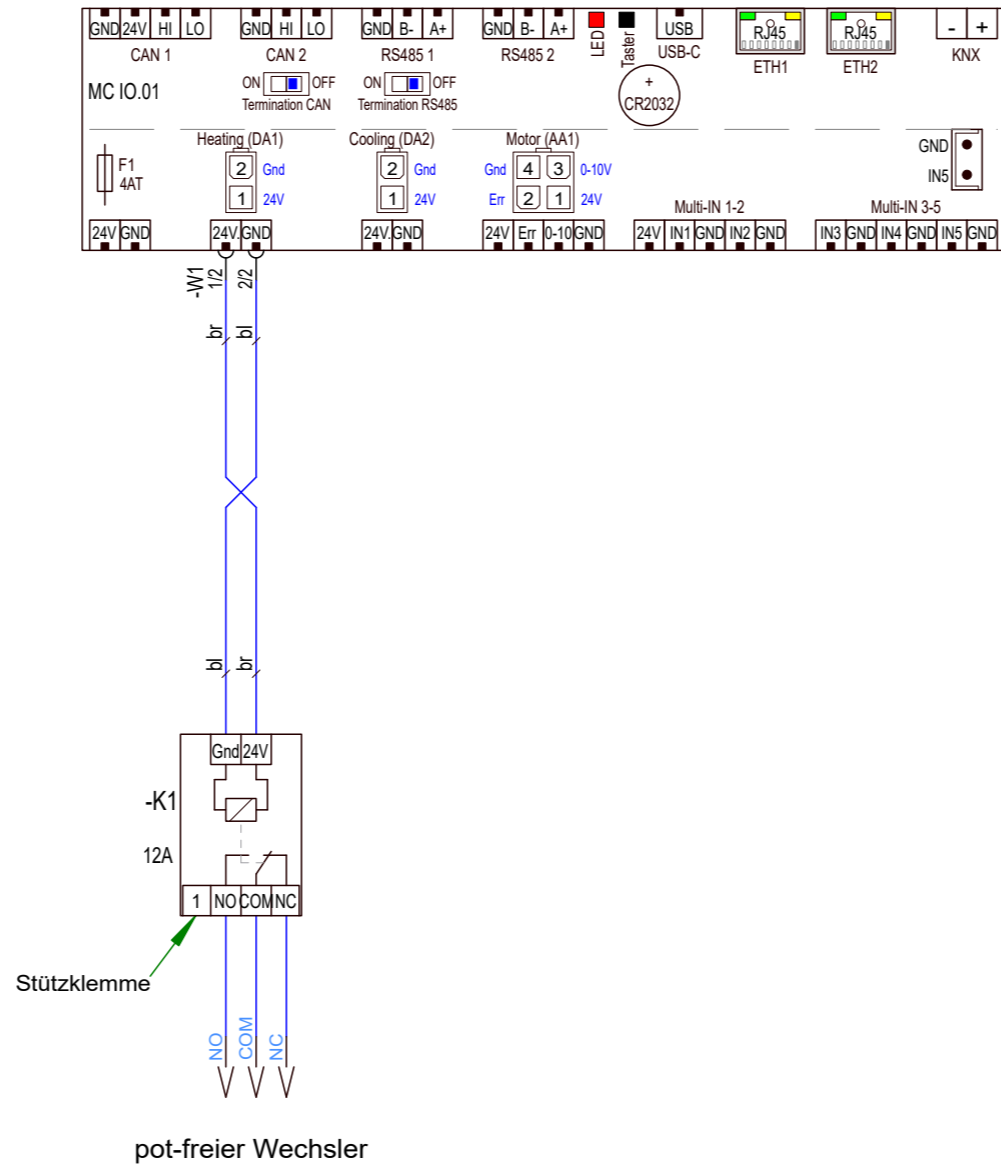 GND 24V HI LO GND HI LO GND B- A+ GND B- A+ LED Taster USB RJ45 RJ45 - +
CAN 1 CAN 2 RS485 1 RS485 2 USB-C ETH1 ETH2 KNX
MC IO.01 ON OFF ON OFF + CR2032
Termination CAN Termination RS485
Heating (DA1) Cooling (DA2) Motor (AA1) GND
F1 2 Gnd 2 Gnd Gnd 4 3 0-10V IN5
4AT 1 24V 1 24V Err 2 1 24V
Multi-IN 1-2 Multi-IN 3-5
24V GND 24V. GND 24V. GND 24V Err 0-10 GND 24V IN1 GND IN2 GND IN3 GND IN4 GND IN5 GND
-W1 1/2 2/2
br bl
bl br
Gnd 24V
-K1
12A
1 NO COM NC
Stützklemme
NO COM NC
pot-freier Wechsler